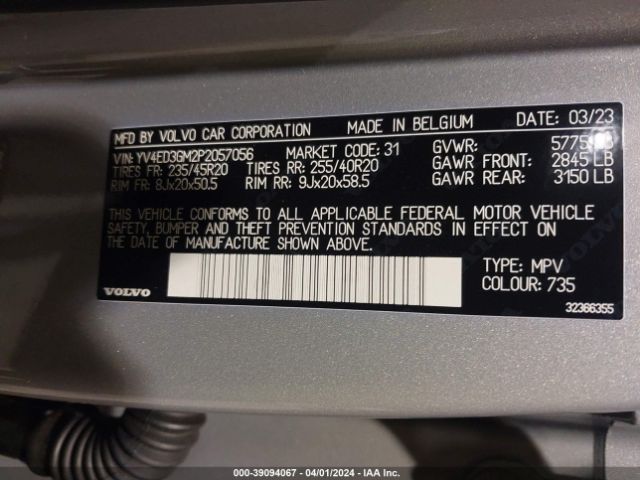 MFD BY VOLVO CAR CORPORATION MADE IN BELGIUM DATE: 03/23
VIN: YV4ED3GM2P2057056 MARKET CODE: 31 GVWR: 5775 LB
TIRES FR: 235/45R20 TIRES RR: 255/40R20 GAWR FRONT: 2845 LB
RIM FR: 8Jx20x50.5 RIM RR: 9Jx20x58.5 GAWR REAR: 3150 LB
THIS VEHICLE CONFORMS TO ALL APPLICABLE FEDERAL MOTOR VEHICLE
SAFETY, BUMPER AND THEFT PREVENTION STANDARDS IN EFFECT ON
THE DATE OF MANUFACTURE SHOWN ABOVE.
TYPE: MPV
COLOUR: 735
VOLVO
32366355
000-39094067 - 04/01/2024 - IAA Inc.